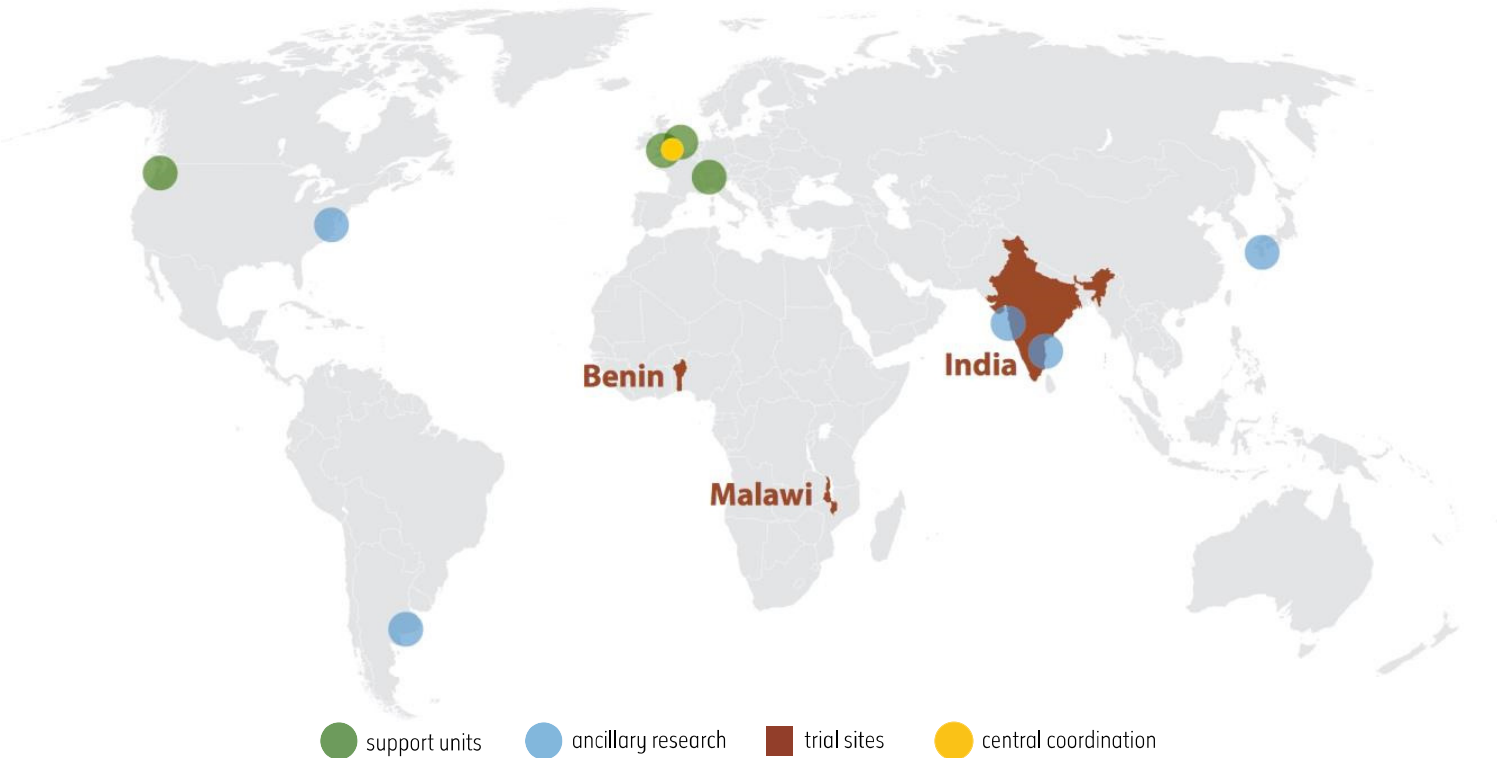 India
Benin
Malawi
support units
ancillary research
trial sites
central coordination